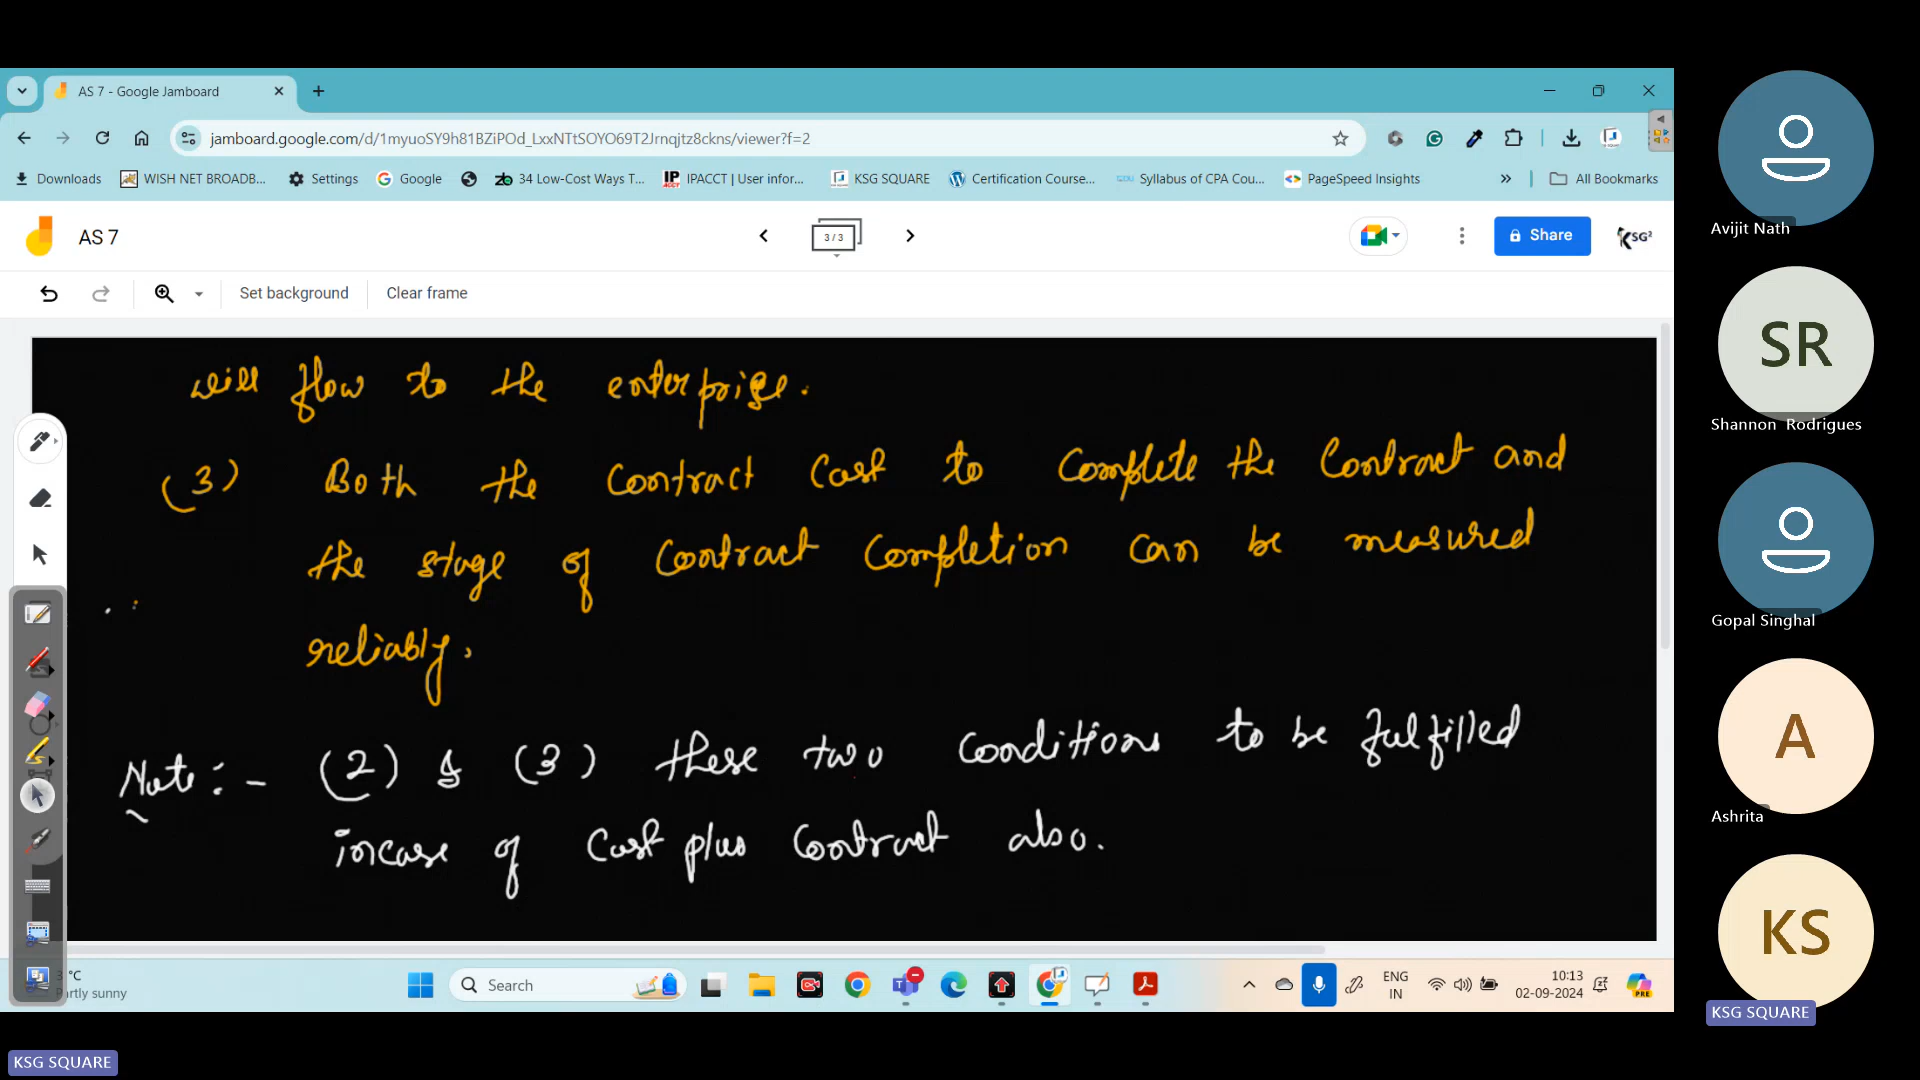 AS 7 - Google Jamboard
jamboard.google.com/d/1myuoSY9h81BZiPOd_LxxNTtSOYO69T2Jrnqjtz8ckns/viewer?f=2
Downloads WISH NET BROADB... Settings Google 34 Low-Cost Ways T... IPACCT | User infor... KSG SQUARE Certification Course... Syllabus of CPA Cou... PageSpeed Insights » All Bookmarks
AS 7 3 / 3 Share KSG²
Set background Clear frame
will flow to the enterprise.
(3) Both the contract cost to complete the contract and
the stage of contract completion can be measured
reliably.
Note:- (2) & (3) these two conditions to be fulfilled
incase of cost plus contract also.
°C
Partly sunny
Search
ENG
IN
10:13
02-09-2024
PRE
Avijit Nath
SR
Shannon Rodrigues
Gopal Singhal
A
Ashrita
KS
KSG SQUARE
KSG SQUARE